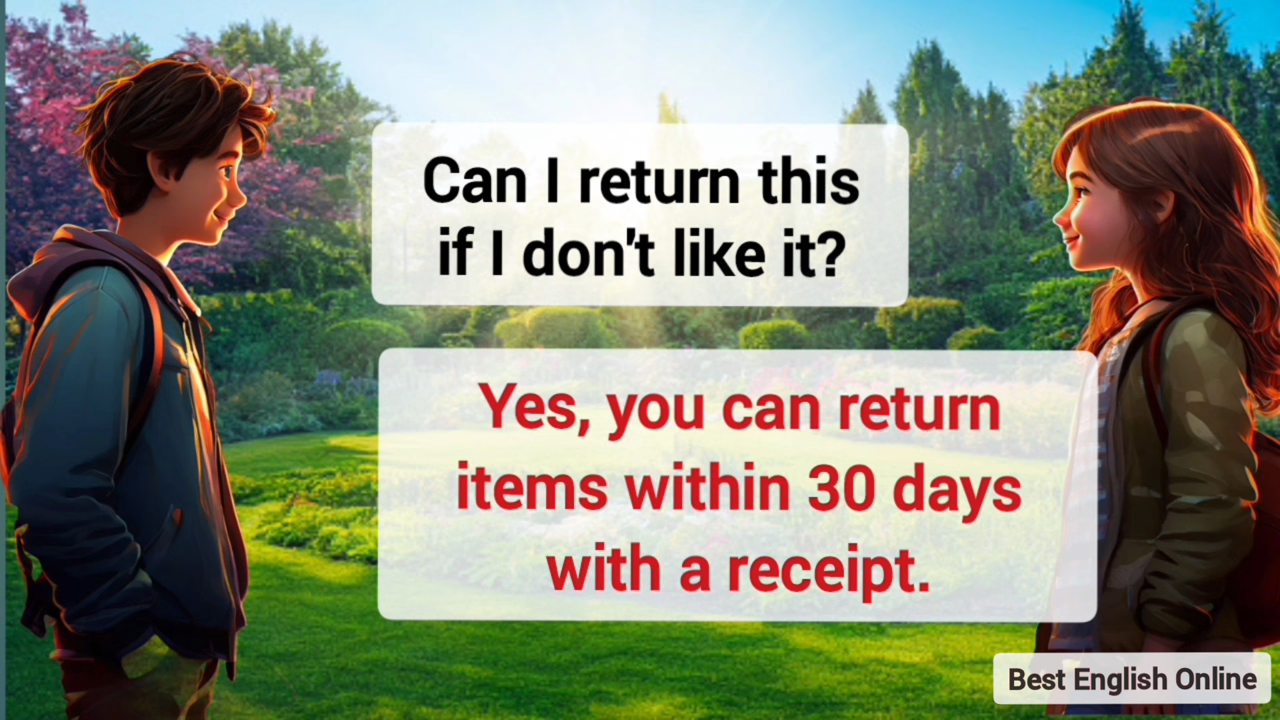 Can I return this
if I don't like it?
Yes, you can return
items within 30 days
with a receipt.
Best English Online